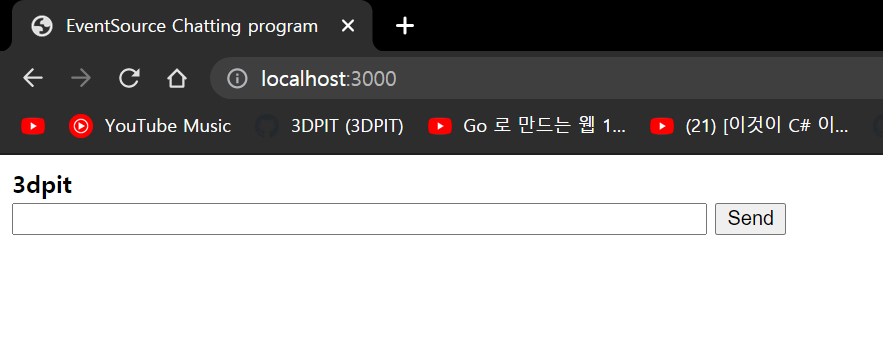 EventSource Chatting program
localhost:3000
YouTube Music
3DPIT (3DPIT)
Go 로 만드는 웹 1...
(21) [이것이 C# 이...
3dpit
Send